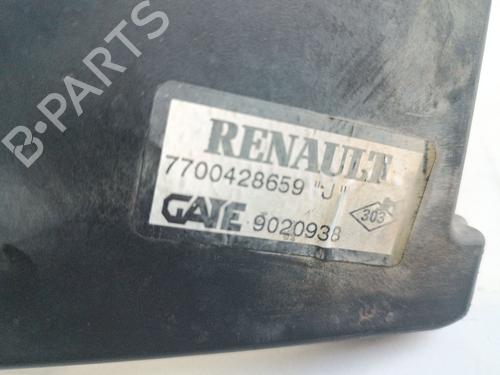 B-PARTS
RENAULT
7700428659 "J"
GATE 9020938
303